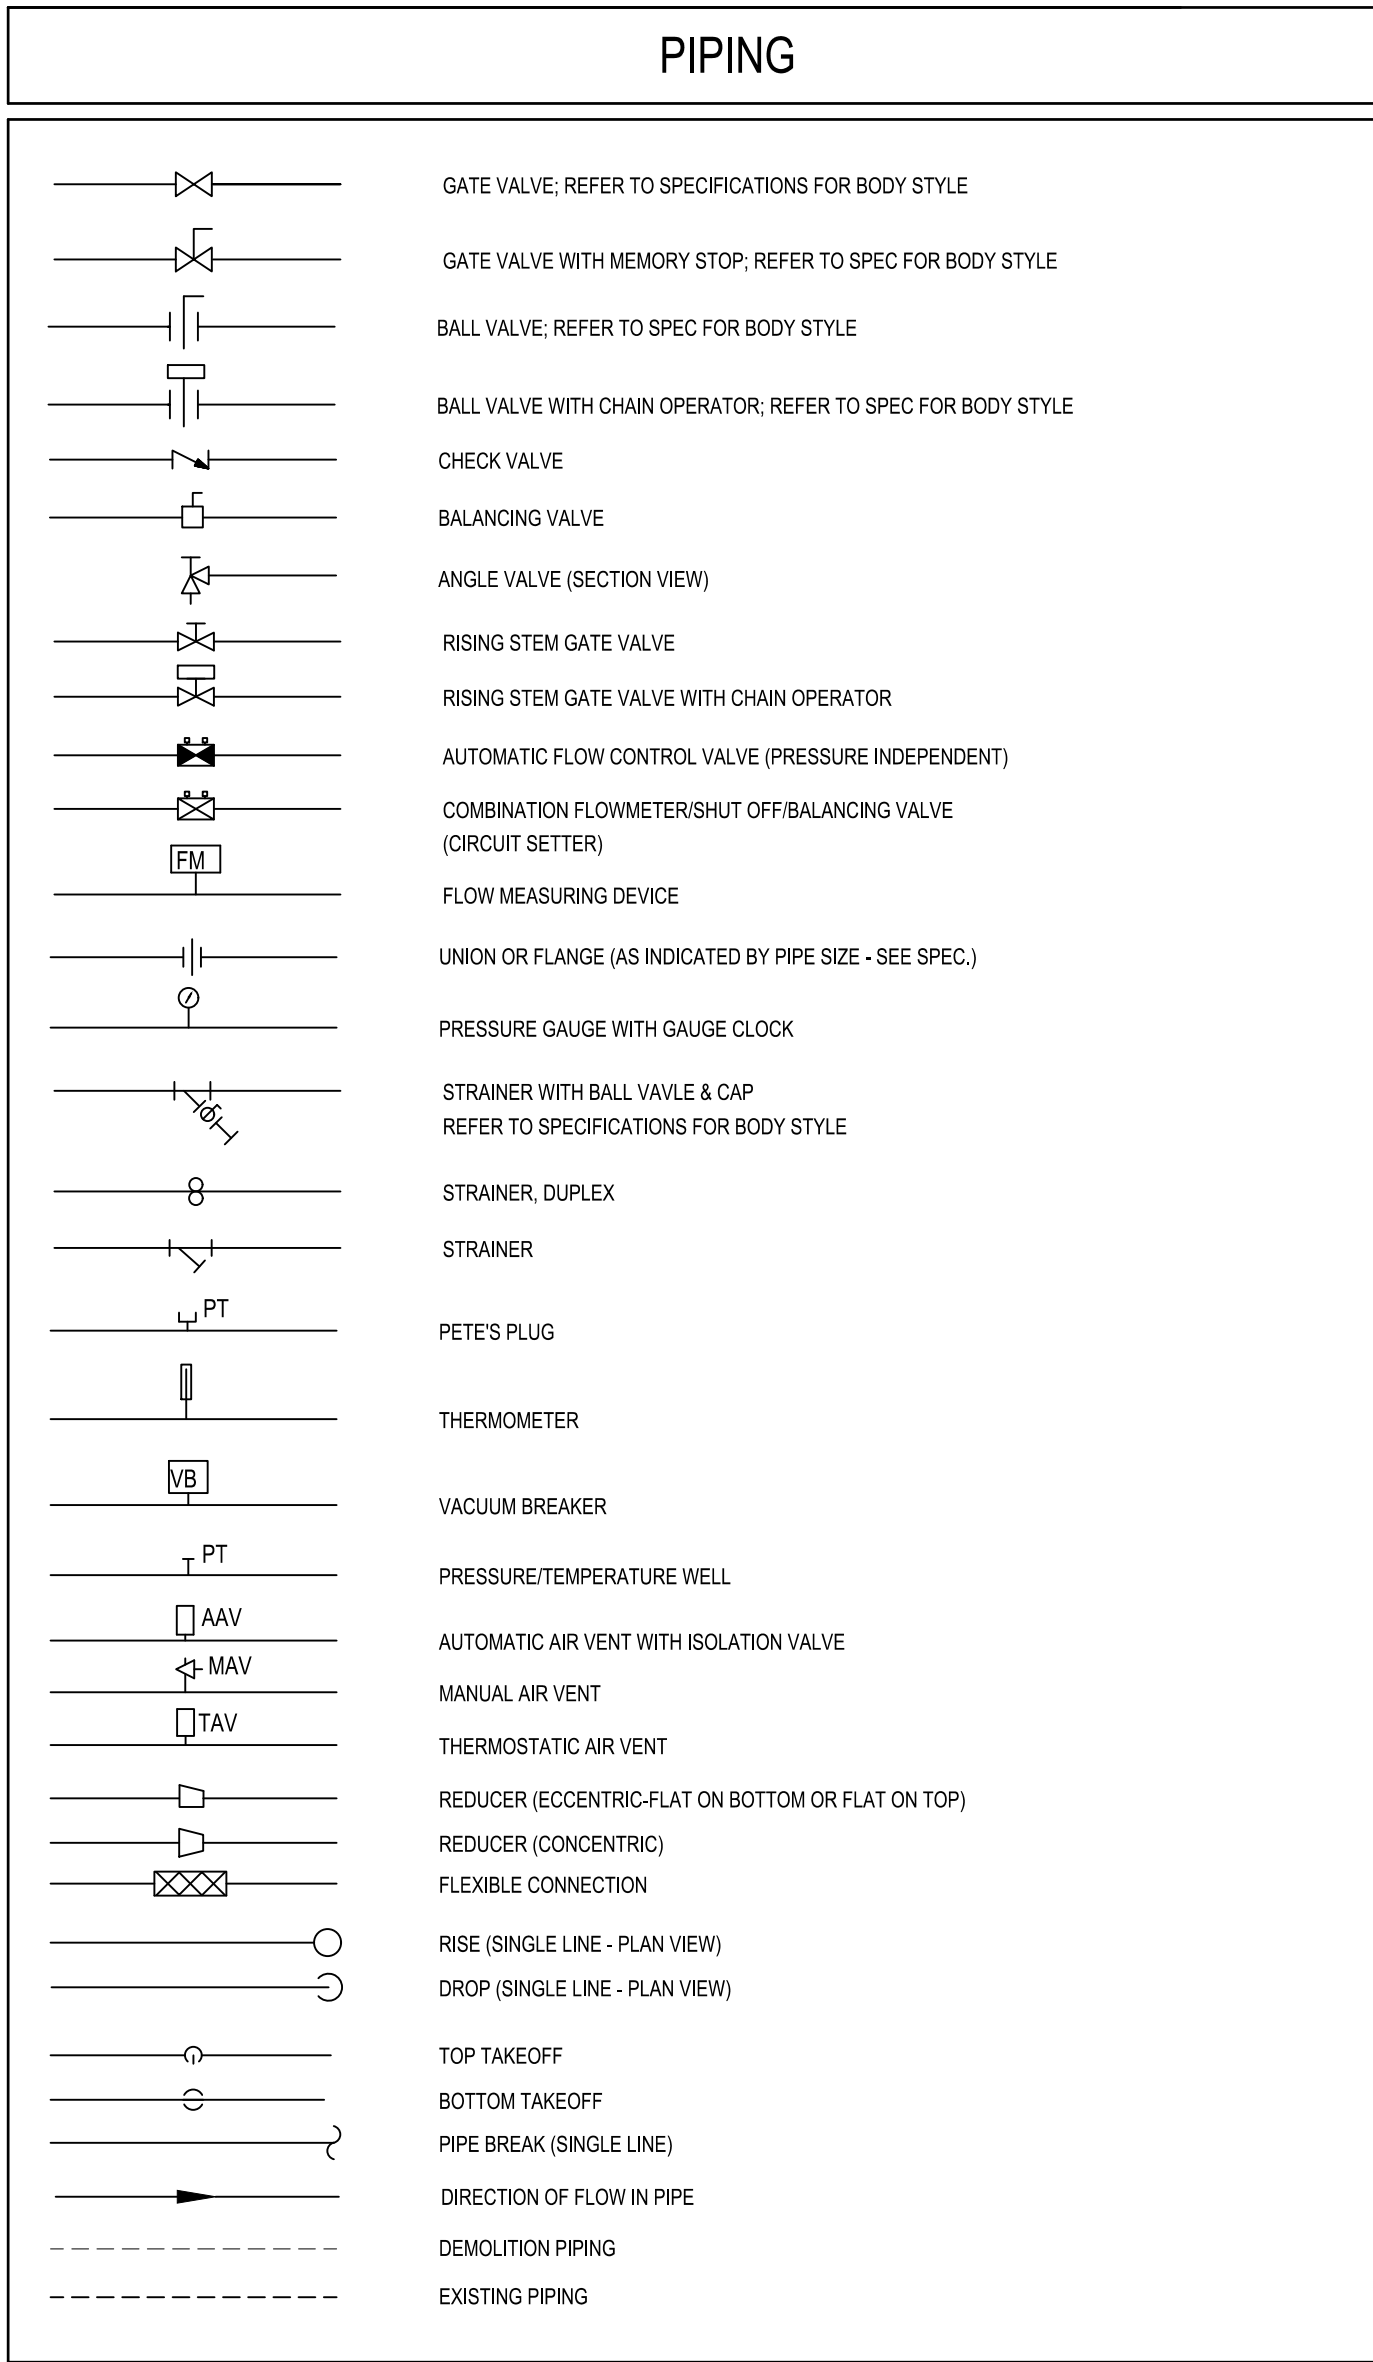 PIPING
GATE VALVE; REFER TO SPECIFICATIONS FOR BODY STYLE
GATE VALVE WITH MEMORY STOP; REFER TO SPEC FOR BODY STYLE
BALL VALVE; REFER TO SPEC FOR BODY STYLE
BALL VALVE WITH CHAIN OPERATOR; REFER TO SPEC FOR BODY STYLE
CHECK VALVE
BALANCING VALVE
ANGLE VALVE (SECTION VIEW)
RISING STEM GATE VALVE
RISING STEM GATE VALVE WITH CHAIN OPERATOR
AUTOMATIC FLOW CONTROL VALVE (PRESSURE INDEPENDENT)
COMBINATION FLOWMETER/SHUT OFF/BALANCING VALVE
(CIRCUIT SETTER)
FM
FLOW MEASURING DEVICE
UNION OR FLANGE (AS INDICATED BY PIPE SIZE - SEE SPEC.)
PRESSURE GAUGE WITH GAUGE CLOCK
STRAINER WITH BALL VAVLE & CAP
REFER TO SPECIFICATIONS FOR BODY STYLE
STRAINER, DUPLEX
STRAINER
PT
PETE'S PLUG
THERMOMETER
VB
VACUUM BREAKER
PT
PRESSURE/TEMPERATURE WELL
AAV
AUTOMATIC AIR VENT WITH ISOLATION VALVE
MAV
MANUAL AIR VENT
TAV
THERMOSTATIC AIR VENT
REDUCER (ECCENTRIC-FLAT ON BOTTOM OR FLAT ON TOP)
REDUCER (CONCENTRIC)
FLEXIBLE CONNECTION
RISE (SINGLE LINE - PLAN VIEW)
DROP (SINGLE LINE - PLAN VIEW)
TOP TAKEOFF
BOTTOM TAKEOFF
PIPE BREAK (SINGLE LINE)
DIRECTION OF FLOW IN PIPE
DEMOLITION PIPING
EXISTING PIPING